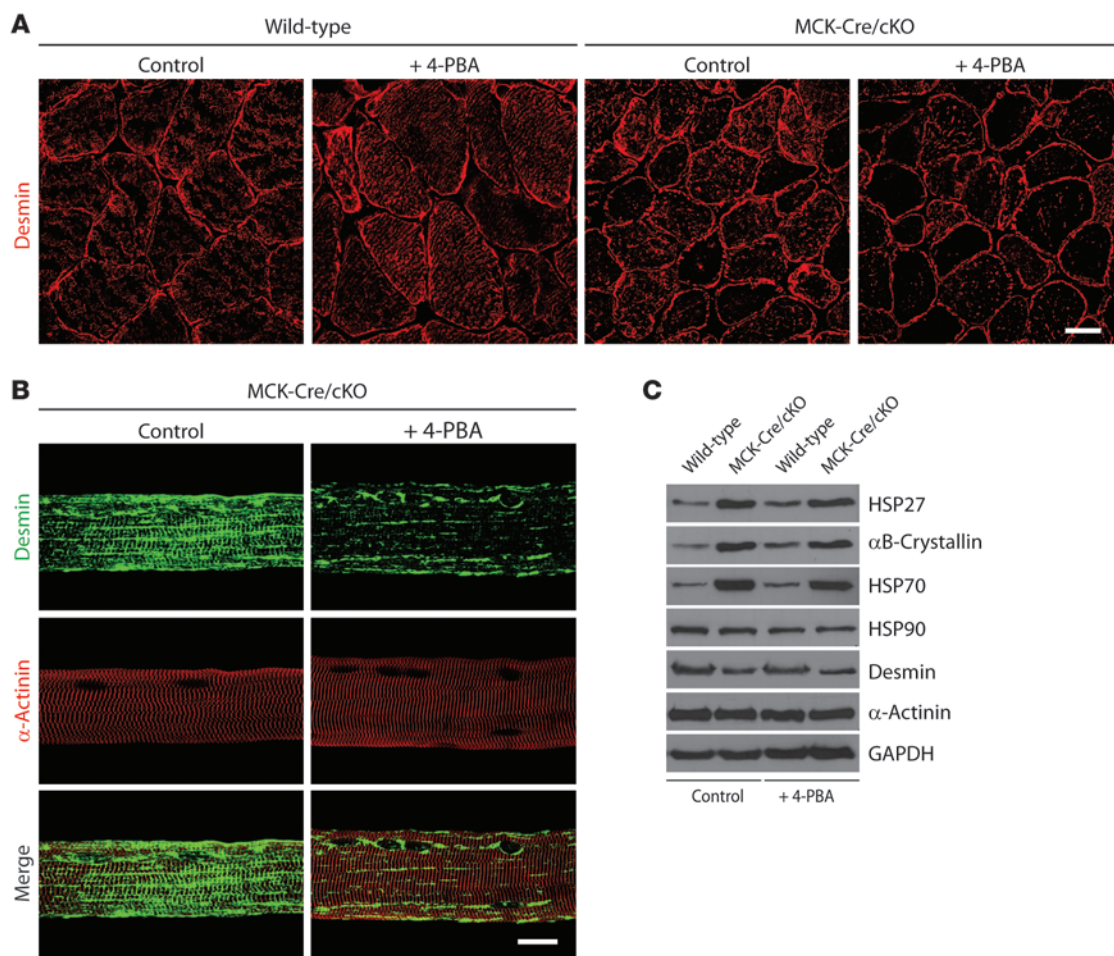 A
Wild-type
MCK-Cre/cKO
Control
+ 4-PBA
Control
+ 4-PBA
Desmin
B
MCK-Cre/cKO
Control
+ 4-PBA
Desmin
α-Actinin
Merge
C
Wild-type
MCK-Cre/cKO
Wild-type
MCK-Cre/cKO
HSP27
αB-Crystallin
HSP70
HSP90
Desmin
α-Actinin
GAPDH
Control
+ 4-PBA